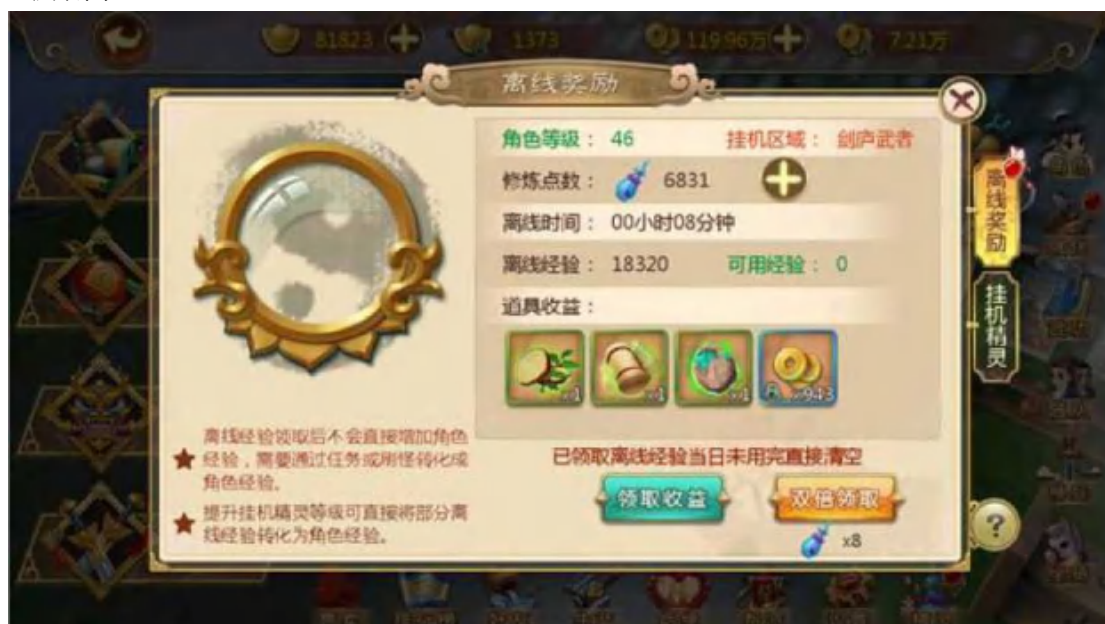 81823
1373
119.96万
7.21万
离线奖励
角色等级： 46
挂机区域： 剑庐武者
修炼点数： 6831
离线时间： 00小时08分钟
离线经验： 18320
可用经验： 0
道具收益：
x1
x1
x1
x943
离线经验领取后不会直接增加角色
经验，需要通过任务或刷怪转化成
角色经验。
提升挂机精灵等级可直接将部分离
线经验转化为角色经验。
已领取离线经验当日未用完直接清空
领取收益
双倍领取
x8
离线奖励
挂机精灵
?